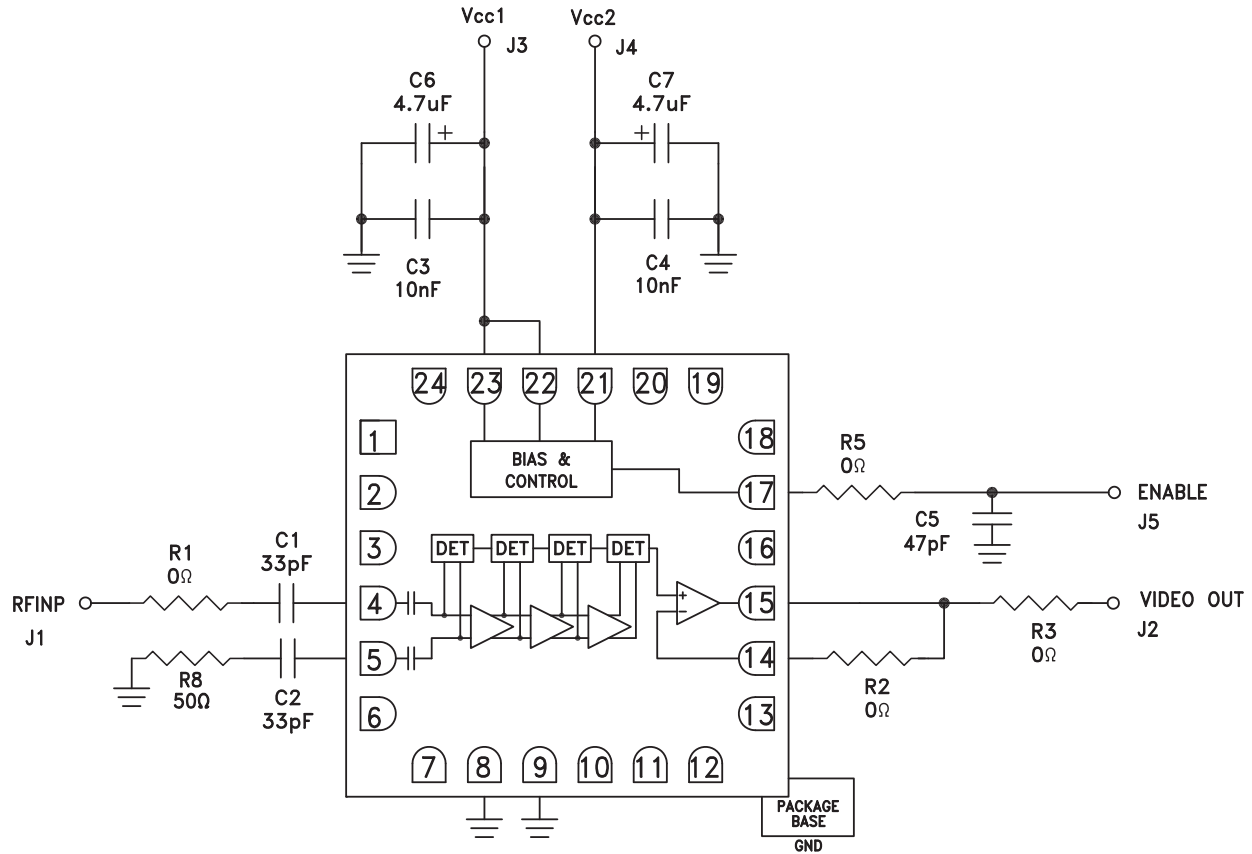 Vcc1
J3
Vcc2
J4
C6
4.7uF
+
C7
4.7uF
+
C3
10nF
C4
10nF
24
23
22
21
20
19
1
2
3
4
5
6
18
17
16
15
14
13
7
8
9
10
11
12
BIAS &
CONTROL
DET
DET
DET
DET
+
−
R1
0Ω
C1
33pF
RFINP
J1
R8
50Ω
C2
33pF
R5
0Ω
C5
47pF
ENABLE
J5
VIDEO OUT
J2
R3
0Ω
R2
0Ω
PACKAGE
BASE
GND